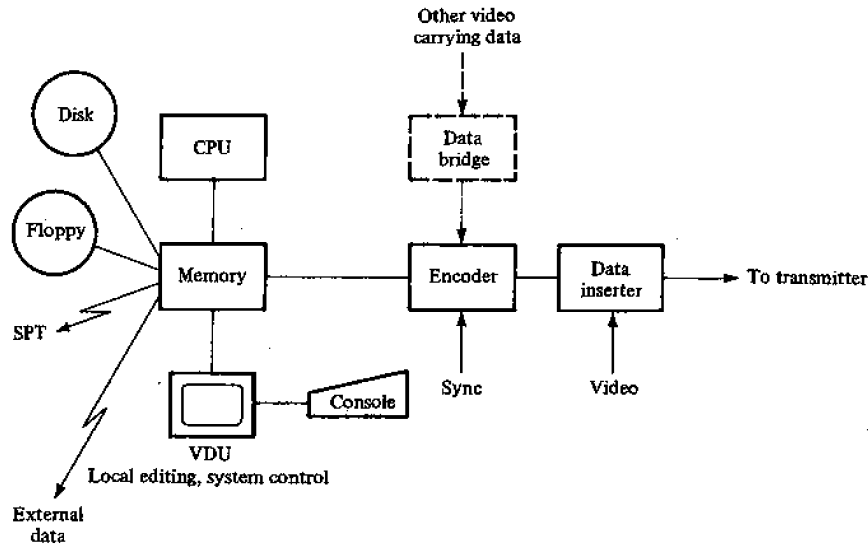 Other video
carrying data
Disk
CPU
Data
bridge
Floppy
Memory
Encoder
Data
inserter
To transmitter
SPT
Console
Sync
Video
VDU
Local editing, system control
External
data